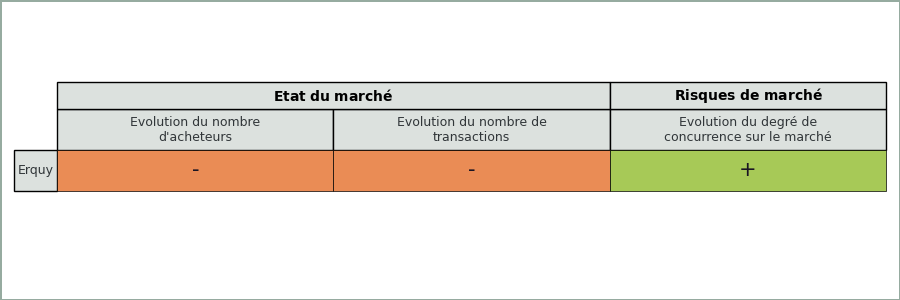 Etat du marché
Risques de marché
Evolution du nombre
d'acheteurs
Evolution du nombre de
transactions
Evolution du degré de
concurrence sur le marché
Erquy
-
-
+